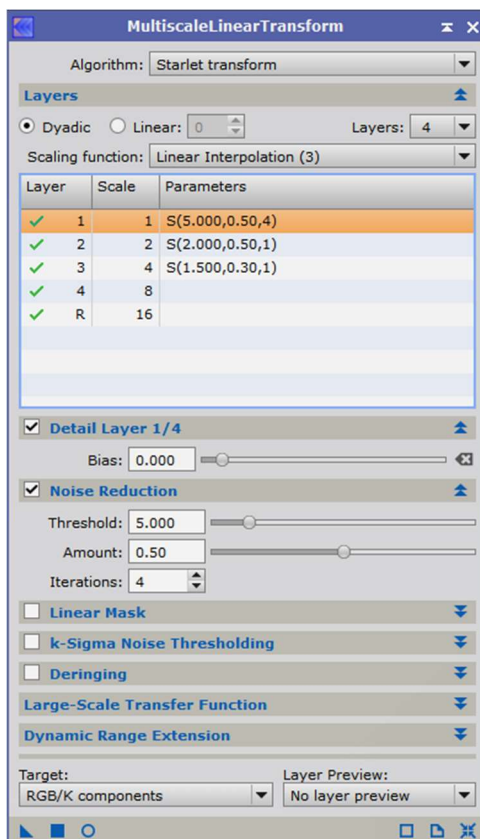 MultiscaleLinearTransform
Algorithm: Starlet transform
Layers
Dyadic Linear: 0 Layers: 4
Scaling function: Linear Interpolation (3)
Layer Scale Parameters
1 1 S(5.000,0.50,4)
2 2 S(2.000,0.50,1)
3 4 S(1.500,0.30,1)
4 8
R 16
Detail Layer 1/4
Bias: 0.000
Noise Reduction
Threshold: 5.000
Amount: 0.50
Iterations: 4
Linear Mask
k-Sigma Noise Thresholding
Deringing
Large-Scale Transfer Function
Dynamic Range Extension
Target: Layer Preview:
RGB/K components No layer preview